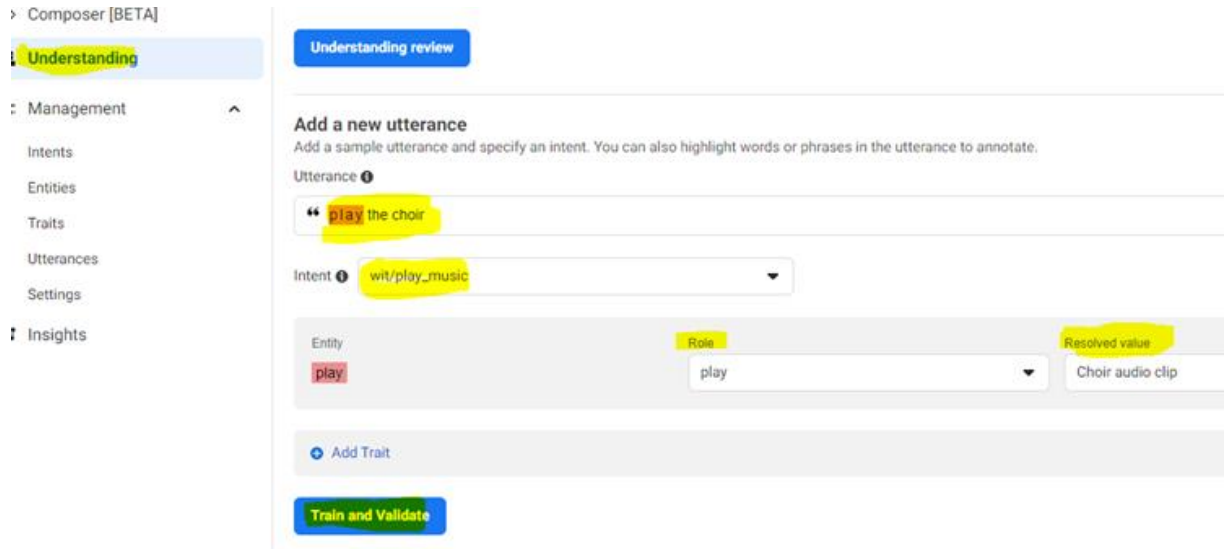 Composer [BETA]
Understanding
Management
Intents
Entities
Traits
Utterances
Settings
Insights
Understanding review
Add a new utterance
Add a sample utterance and specify an intent. You can also highlight words or phrases in the utterance to annotate.
Utterance
“ play the choir
Intent wit/play_music
Entity Role Resolved value
play play Choir audio clip
Add Trait
Train and Validate